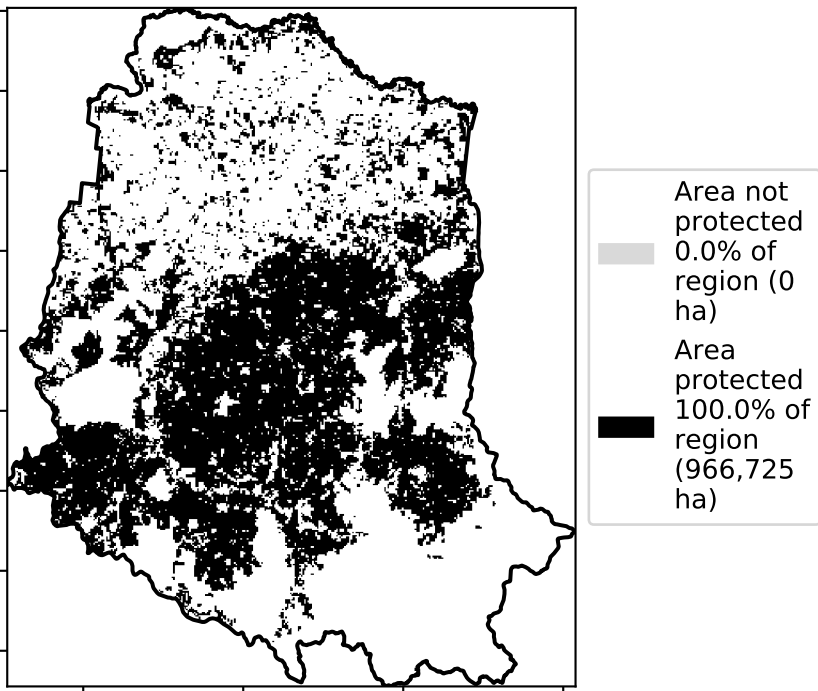 Area not
protected
0.0% of
region (0
ha)
Area
protected
100.0% of
region
(966,725
ha)